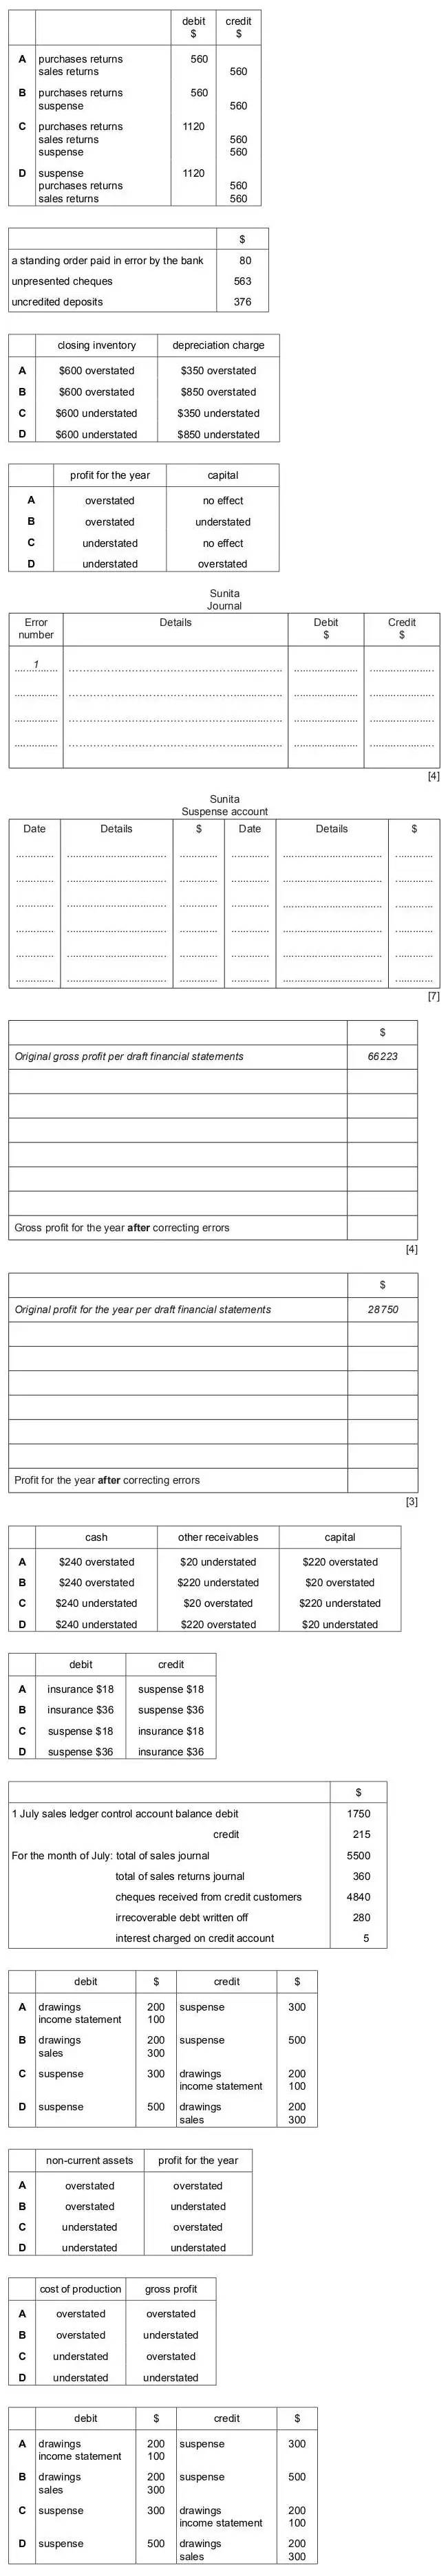 debit credit
$ $
A purchases returns 560
sales returns 560
B purchases returns 560
suspense 560
C purchases returns 1120
sales returns 560
suspense 560
D suspense 1120
purchases returns 560
sales returns 560
$
a standing order paid in error by the bank 80
unpresented cheques 563
uncredited deposits 376
closing inventory depreciation charge
A $600 overstated $350 overstated
B $600 overstated $850 overstated
C $600 understated $350 understated
D $600 understated $850 understated
profit for the year capital
A overstated no effect
B overstated understated
C understated no effect
D understated overstated
Sunita
Journal
Error number Details Debit $ Credit $
1
[4]
Sunita
Suspense account
Date Details $ Date Details $
[7]
$
Original gross profit per draft financial statements 66223
Gross profit for the year after correcting errors
[4]
$
Original profit for the year per draft financial statements 28750
Profit for the year after correcting errors
[3]
cash other receivables capital
A $240 overstated $20 understated $220 overstated
B $240 overstated $220 understated $20 overstated
C $240 understated $20 overstated $220 understated
D $240 understated $220 overstated $20 understated
debit credit
A insurance $18 suspense $18
B insurance $36 suspense $36
C suspense $18 insurance $18
D suspense $36 insurance $36
$
1 July sales ledger control account balance debit 1750
credit 215
For the month of July: total of sales journal 5500
total of sales returns journal 360
cheques received from credit customers 4840
irrecoverable debt written off 280
interest charged on credit account 5
debit $ credit $
A drawings 200 suspense 300
income statement 100
B drawings 200 suspense 500
sales 300
C suspense 300 drawings 200
income statement 100
D suspense 500 drawings 200
sales 300
non-current assets profit for the year
A overstated overstated
B overstated understated
C understated overstated
D understated understated
cost of production gross profit
A overstated overstated
B overstated understated
C understated overstated
D understated understated
debit $ credit $
A drawings 200 suspense 300
income statement 100
B drawings 200 suspense 500
sales 300
C suspense 300 drawings 200
income statement 100
D suspense 500 drawings 200
sales 300